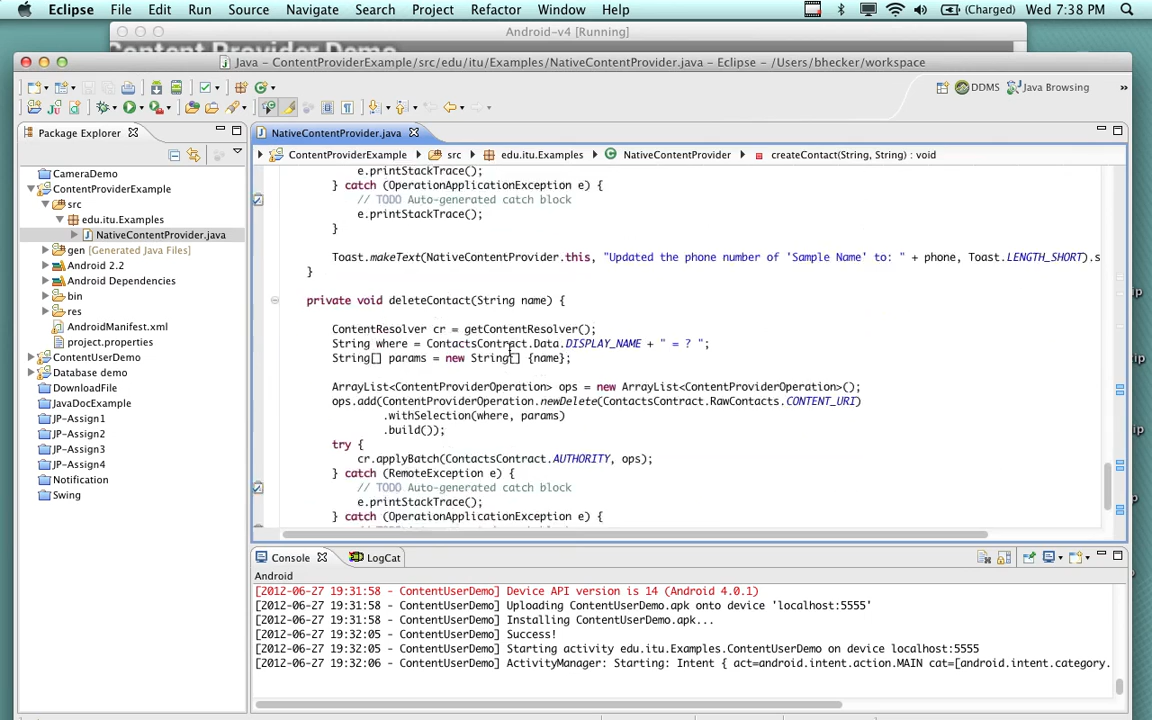 Eclipse File Edit Run Source Navigate Search Project Refactor Window Help (Charged) Wed 7:38 PM
Android-v4 [Running]
Content Provider Demo
Java – ContentProviderExample/src/edu/itu/Examples/NativeContentProvider.java – Eclipse – /Users/bhecker/workspace
DDMS Java Browsing »
Package Explorer
NativeContentProvider.java
ContentProviderExample src edu.itu.Examples NativeContentProvider createContact(String, String) : void
CameraDemo
ContentProviderExample
src
edu.itu.Examples
NativeContentProvider.java
gen [Generated Java Files]
Android 2.2
Android Dependencies
bin
res
AndroidManifest.xml
project.properties
ContentUserDemo
Database demo
DownloadFile
JavaDocExample
JP-Assign1
JP-Assign2
JP-Assign3
JP-Assign4
Notification
Swing
e.printStackTrace();
} catch (OperationApplicationException e) {
// TODO Auto-generated catch block
e.printStackTrace();
}
Toast.makeText(NativeContentProvider.this, "Updated the phone number of 'Sample Name' to: " + phone, Toast.LENGTH_SHORT).s
}
private void deleteContact(String name) {
ContentResolver cr = getContentResolver();
String where = ContactsContract.Data.DISPLAY_NAME + " = ? ";
String[] params = new String[] {name};
ArrayList<ContentProviderOperation> ops = new ArrayList<ContentProviderOperation>();
ops.add(ContentProviderOperation.newDelete(ContactsContract.RawContacts.CONTENT_URI)
.withSelection(where, params)
.build());
try {
cr.applyBatch(ContactsContract.AUTHORITY, ops);
} catch (RemoteException e) {
// TODO Auto-generated catch block
e.printStackTrace();
} catch (OperationApplicationException e) {
Console LogCat
Android
[2012-06-27 19:31:58 - ContentUserDemo] Device API version is 14 (Android 4.0.1)
[2012-06-27 19:31:58 - ContentUserDemo] Uploading ContentUserDemo.apk onto device 'localhost:5555'
[2012-06-27 19:31:58 - ContentUserDemo] Installing ContentUserDemo.apk...
[2012-06-27 19:32:05 - ContentUserDemo] Success!
[2012-06-27 19:32:05 - ContentUserDemo] Starting activity edu.itu.Examples.ContentUserDemo on device localhost:5555
[2012-06-27 19:32:06 - ContentUserDemo] ActivityManager: Starting: Intent { act=android.intent.action.MAIN cat=[android.intent.category.